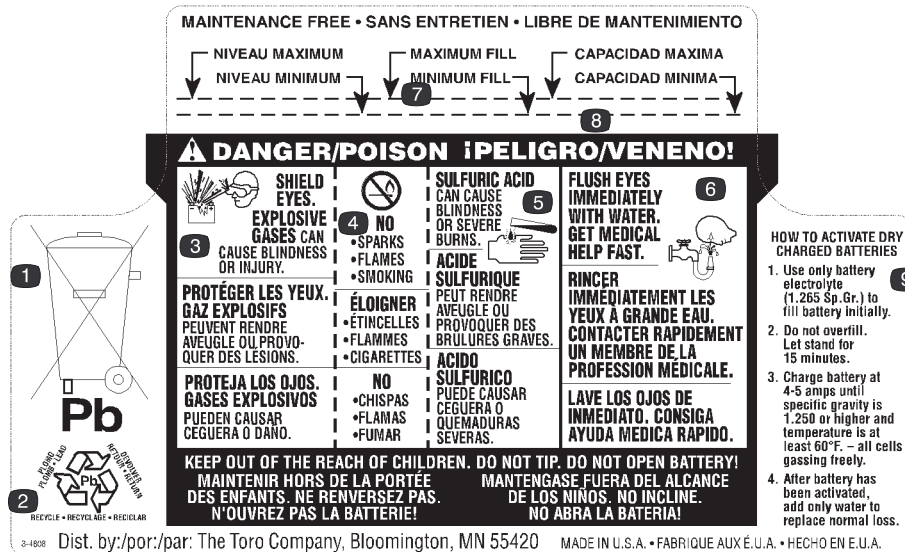 MAINTENANCE FREE • SANS ENTRETIEN • LIBRE DE MANTENIMIENTO
NIVEAU MAXIMUM
MAXIMUM FILL
CAPACIDAD MAXIMA
NIVEAU MINIMUM
MINIMUM FILL
CAPACIDAD MINIMA
7
8
DANGER/POISON ¡PELIGRO/VENENO!
SHIELD
EYES.
EXPLOSIVE
GASES CAN
CAUSE BLINDNESS
OR INJURY.
3
PROTÉGER LES YEUX.
GAZ EXPLOSIFS
PEUVENT RENDRE
AVEUGLE OU PROVO-
QUER DES LÉSIONS.
PROTEJA LOS OJOS.
GASES EXPLOSIVOS
PUEDEN CAUSAR
CEGUERA O DAÑO.
4
NO
•SPARKS
•FLAMES
•SMOKING
ÉLOIGNER
•ÉTINCELLES
•FLAMMES
•CIGARETTES
NO
•CHISPAS
•FLAMAS
•FUMAR
SULFURIC ACID
CAN CAUSE
BLINDNESS
OR SEVERE
BURNS.
5
ACIDE
SULFURIQUE
PEUT RENDRE
AVEUGLE OU
PROVOQUER DES
BRULURES GRAVES.
ACIDO
SULFURICO
PUEDE CAUSAR
CEGUERA O
QUEMADURAS
SEVERAS.
FLUSH EYES
IMMEDIATELY
WITH WATER.
GET MEDICAL
HELP FAST.
6
RINCER
IMMÉDIATEMENT LES
YEUX À GRANDE EAU.
CONTACTER RAPIDEMENT
UN MEMBRE DE LA
PROFESSION MÉDICALE.
LAVE LOS OJOS DE
INMEDIATO. CONSIGA
AYUDA MEDICA RAPIDO.
KEEP OUT OF THE REACH OF CHILDREN. DO NOT TIP. DO NOT OPEN BATTERY!
MAINTENIR HORS DE LA PORTÉE
DES ENFANTS. NE RENVERSEZ PAS.
N'OUVREZ PAS LA BATTERIE!
MANTENGASE FUERA DEL ALCANCE
DE LOS NIÑOS. NO INCLINE.
NO ABRA LA BATERIA!
1
Pb
2
PLOMO
PLOMB • LEAD
DEVOLVER
RETOUR • RETURN
Pb
RECYCLE • RECYCLAGE • RECICLAR
HOW TO ACTIVATE DRY
CHARGED BATTERIES
9
1. Use only battery
electrolyte
(1.265 Sp.Gr.) to
fill battery initially.
2. Do not overfill.
Let stand for
15 minutes.
3. Charge battery at
4-5 amps until
specific gravity is
1.250 or higher and
temperature is at
least 60°F. – all cells
gassing freely.
4. After battery has
been activated,
add only water to
replace normal loss.
3-4608 Dist. by:/por:/par: The Toro Company, Bloomington, MN 55420 MADE IN U.S.A. • FABRIQUE AUX É.U.A. • HECHO EN E.U.A.